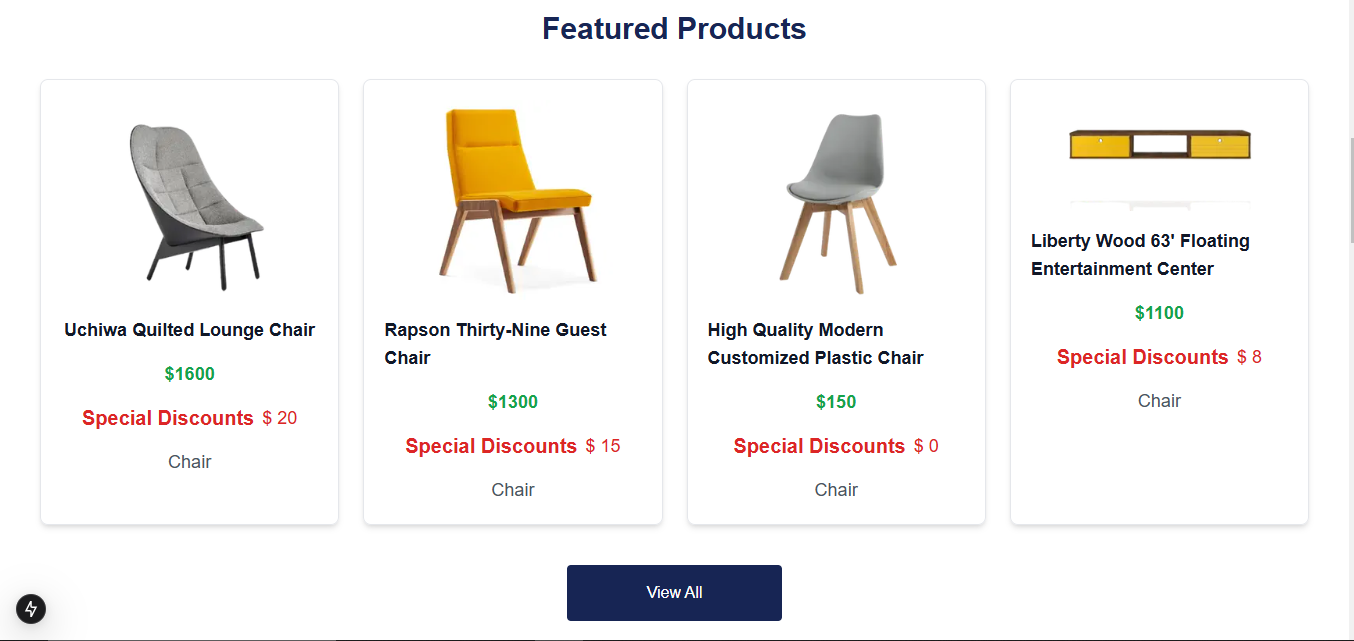 Featured Products
Uchiwa Quilted Lounge Chair
$1600
Special Discounts $ 20
Chair
Rapson Thirty-Nine Guest
Chair
$1300
Special Discounts $ 15
Chair
High Quality Modern
Customized Plastic Chair
$150
Special Discounts $ 0
Chair
Liberty Wood 63' Floating
Entertainment Center
$1100
Special Discounts $ 8
Chair
View All